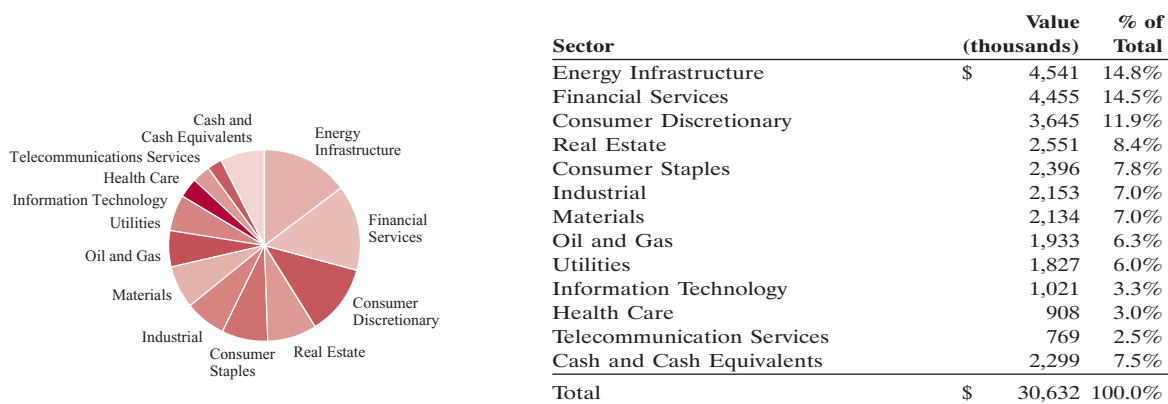 Cash and
Cash Equivalents
Energy
Infrastructure
Telecommunications Services
Health Care
Information Technology
Utilities
Financial
Services
Oil and Gas
Materials
Consumer
Discretionary
Industrial
Consumer
Staples
Real Estate
Value % of
Sector (thousands) Total
Energy Infrastructure $ 4,541 14.8%
Financial Services 4,455 14.5%
Consumer Discretionary 3,645 11.9%
Real Estate 2,551 8.4%
Consumer Staples 2,396 7.8%
Industrial 2,153 7.0%
Materials 2,134 7.0%
Oil and Gas 1,933 6.3%
Utilities 1,827 6.0%
Information Technology 1,021 3.3%
Health Care 908 3.0%
Telecommunication Services 769 2.5%
Cash and Cash Equivalents 2,299 7.5%
Total $ 30,632 100.0%